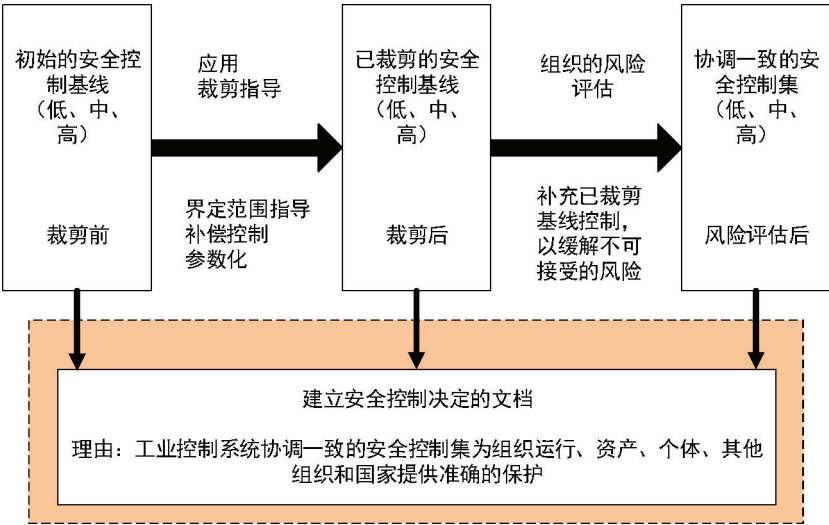 初始的安全控
制基线
（低、中、
高）
裁剪前
应用
裁剪指导
界定范围指导
补偿控制
参数化
已裁剪的安全
控制基线
（低、中、
高）
裁剪后
组织的风险
评估
补充已裁剪
基线控制，
以缓解不可
接受的风险
协调一致的安
全控制集
（低、中、
高）
风险评估后
建立安全控制决定的文档
理由：工业控制系统协调一致的安全控制集为组织运行、资产、个体、其他
组织和国家提供准确的保护